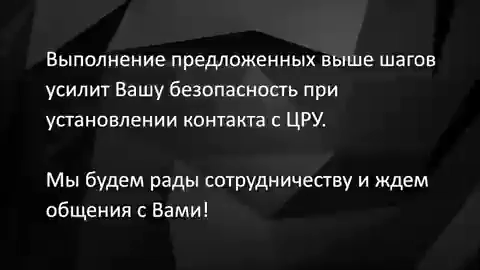 Выполнение предложенных выше шагов
усилит Вашу безопасность при
установлении контакта с ЦРУ.
Мы будем рады сотрудничеству и ждем
общения с Вами!